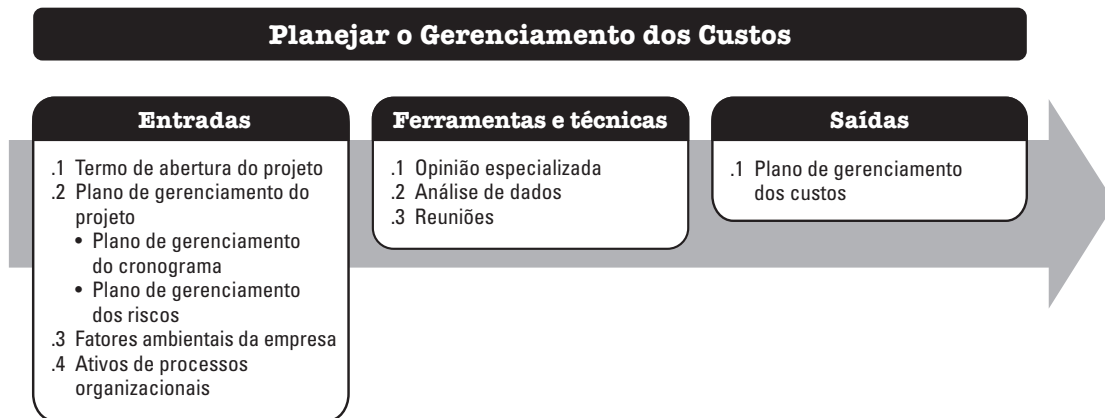 Planejar o Gerenciamento dos Custos
Entradas
.1 Termo de abertura do projeto
.2 Plano de gerenciamento do
projeto
• Plano de gerenciamento
do cronograma
• Plano de gerenciamento
dos riscos
.3 Fatores ambientais da empresa
.4 Ativos de processos
organizacionais
Ferramentas e técnicas
.1 Opinião especializada
.2 Análise de dados
.3 Reuniões
Saídas
.1 Plano de gerenciamento
dos custos